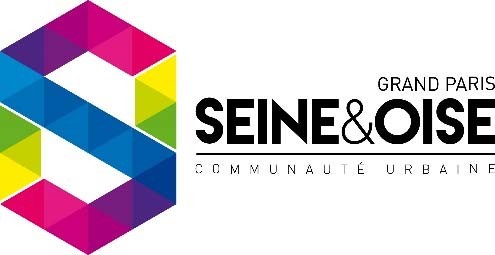 GRAND PARIS
SEINE&OISE
COMMUNAUTÉ URBAINE